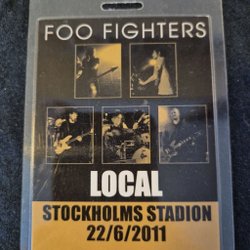 FOO FIGHTERS
LOCAL
STOCKHOLMS STADION
22/6/2011